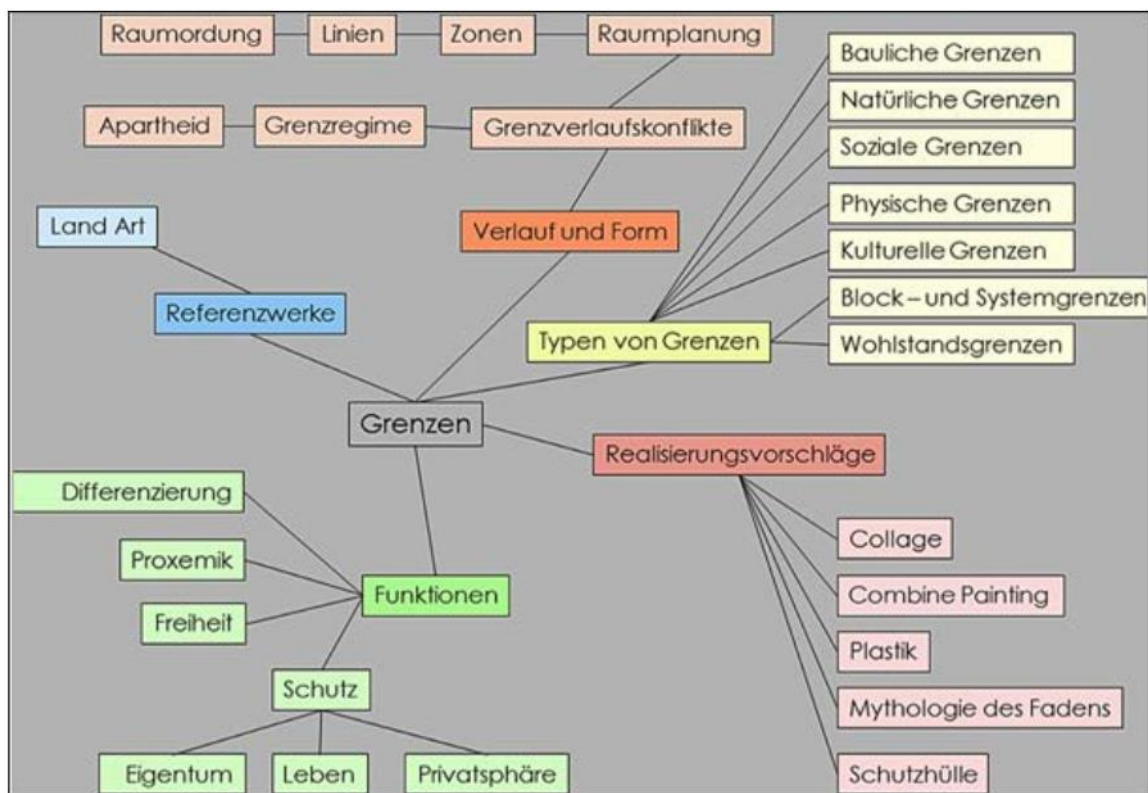 Raumordung
Linien
Zonen
Raumplanung
Bauliche Grenzen
Natürliche Grenzen
Apartheid
Grenzregime
Grenzverlaufskonflikte
Soziale Grenzen
Land Art
Verlauf und Form
Physische Grenzen
Kulturelle Grenzen
Referenzwerke
Block – und Systemgrenzen
Typen von Grenzen
Wohlstandsgrenzen
Grenzen
Realisierungsvorschläge
Differenzierung
Proxemik
Freiheit
Funktionen
Collage
Combine Painting
Plastik
Schutz
Mythologie des Fadens
Eigentum
Leben
Privatsphäre
Schutzhülle